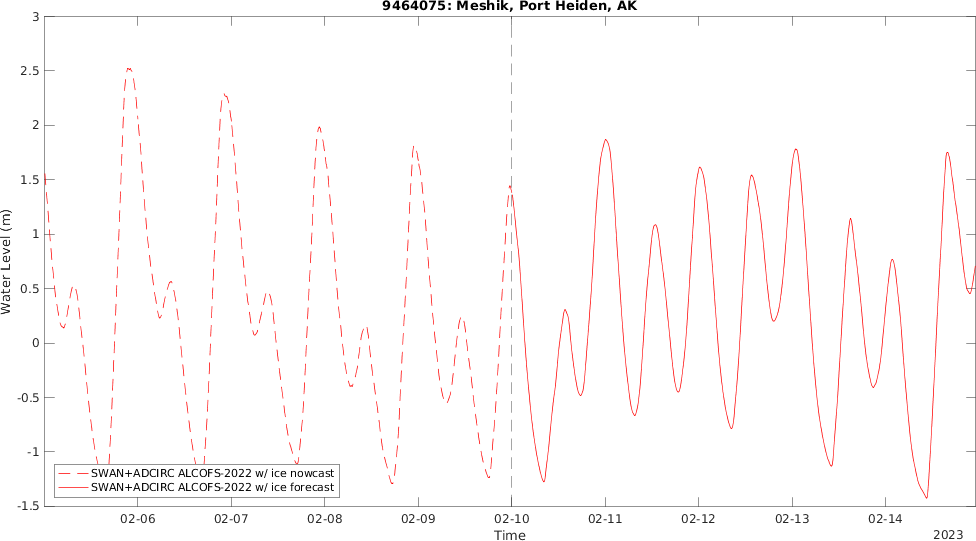 9464075: Meshik, Port Heiden, AK
3
2.5
2
1.5
1
0.5
0
-0.5
-1
-1.5
Water Level (m)
SWAN+ADCIRC ALCOFS-2022 w/ ice nowcast
SWAN+ADCIRC ALCOFS-2022 w/ ice forecast
02-06 02-07 02-08 02-09 02-10 02-11 02-12 02-13 02-14
Time
2023